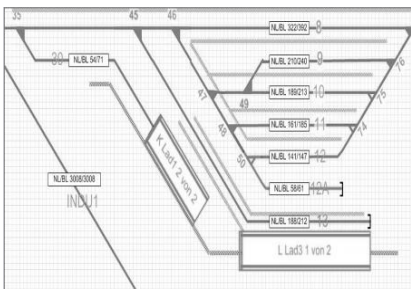 35
45
46
NL/BL 322/392 8
30 NL/BL 54/71
NL/BL 210/240 9
76
47
49
NL/BL 189/213 10
75
48
NL/BL 161/185 11
74
50
NL/BL 141/147 12
K Lad1 2 von 2
NL/BL 3008/3008
INDU1
NL/BL 58/61 12A
NL/BL 188/212 13
L Lad3 1 von 2